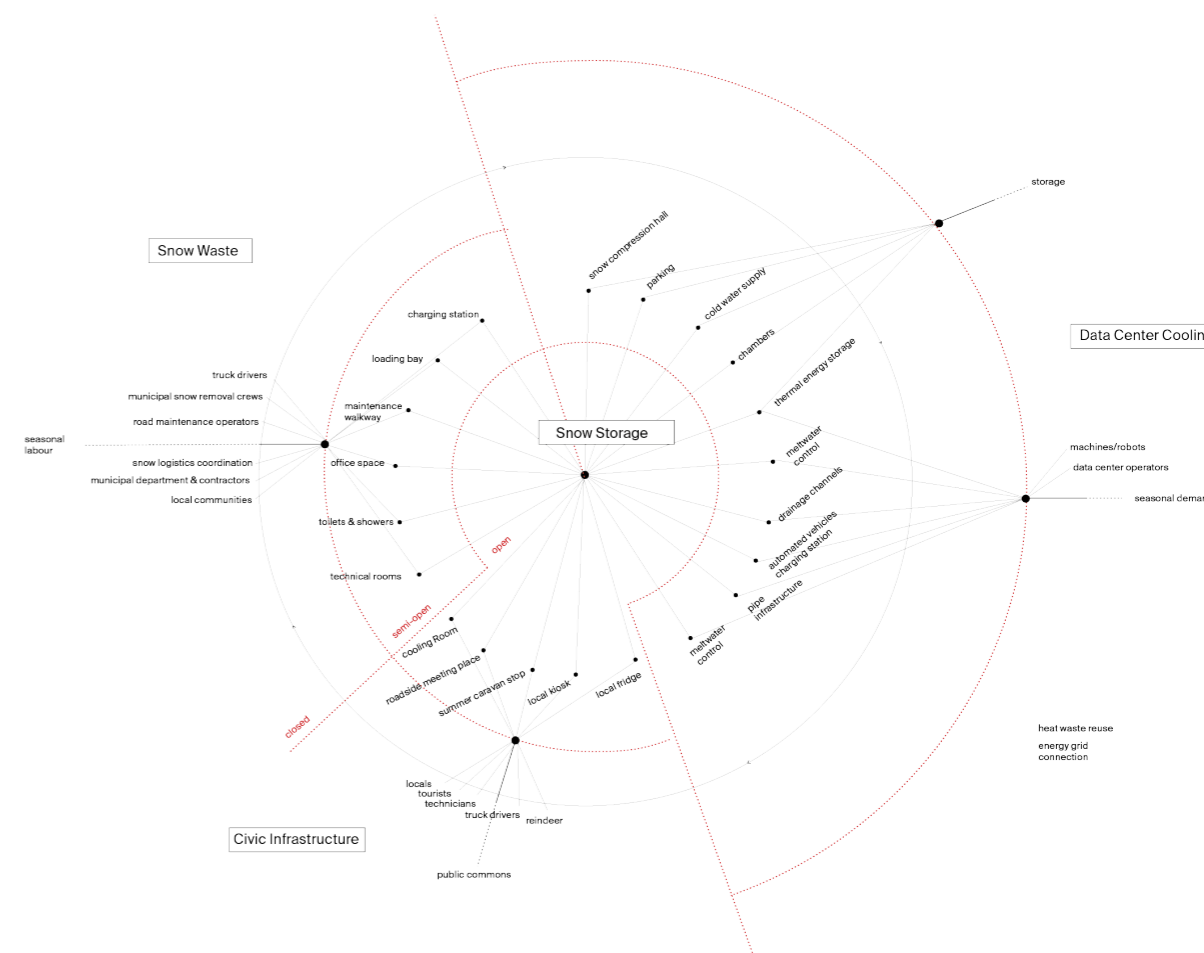 storage
snow compression hall
parking
Snow Waste
cold water supply
charging station
Data Center Coolin
chambers
loading bay
thermal energy storage
truck drivers
municipal snow removal crews
maintenance
walkway
road maintenance operators
Snow Storage
seasonal
labour
meltwater
control
machines/robots
snow logistics coordination
office space
data center operators
municipal department & contractors
drainage channels
seasonal deman
local communities
toilets & showers
automated vehicles
charging station
open
technical rooms
pipe
infrastructure
semi-open
cooling Room
meltwater
control
roadside meeting place
summer caravan stop
local kiosk
local fridge
closed
heat waste reuse
energy grid
connection
locals
tourists
technicians
truck drivers
reindeer
Civic Infrastructure
public commons